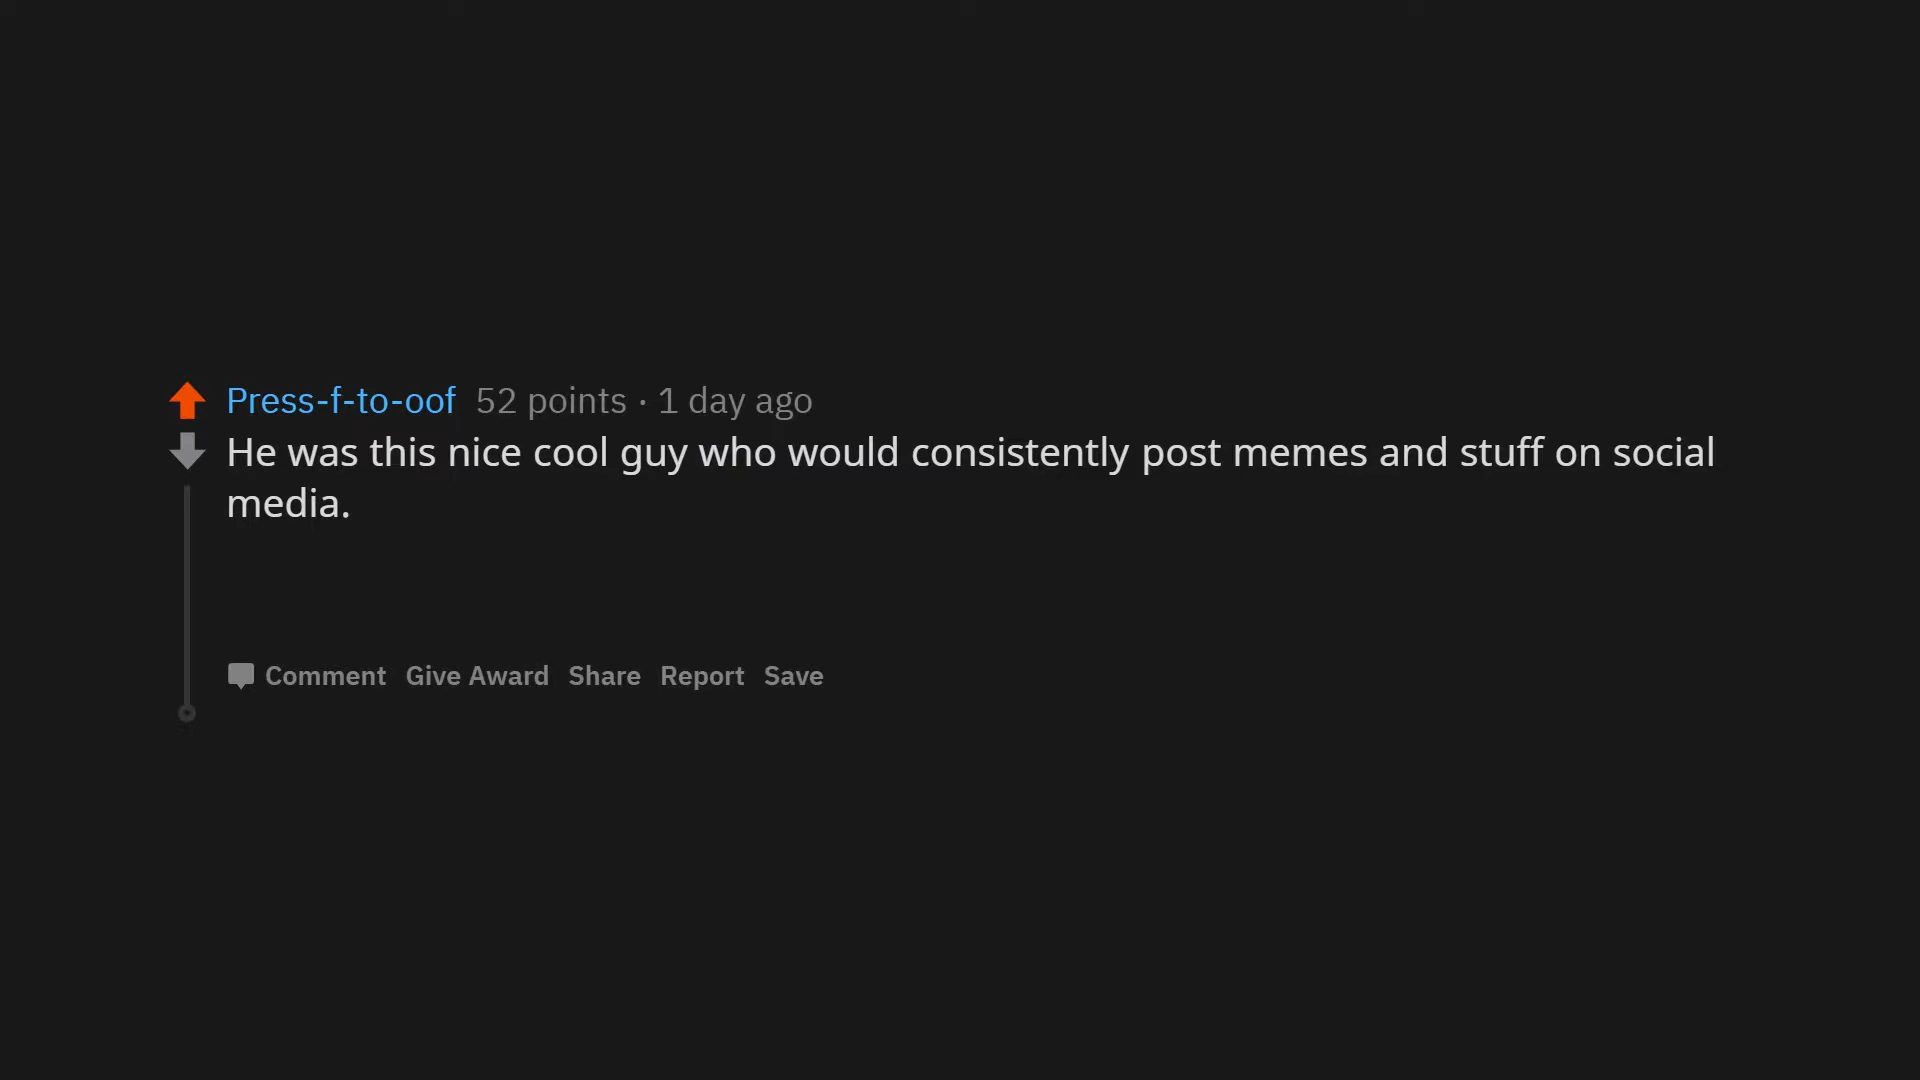 Press-f-to-oof 52 points · 1 day ago
He was this nice cool guy who would consistently post memes and stuff on social
media.
Comment Give Award Share Report Save